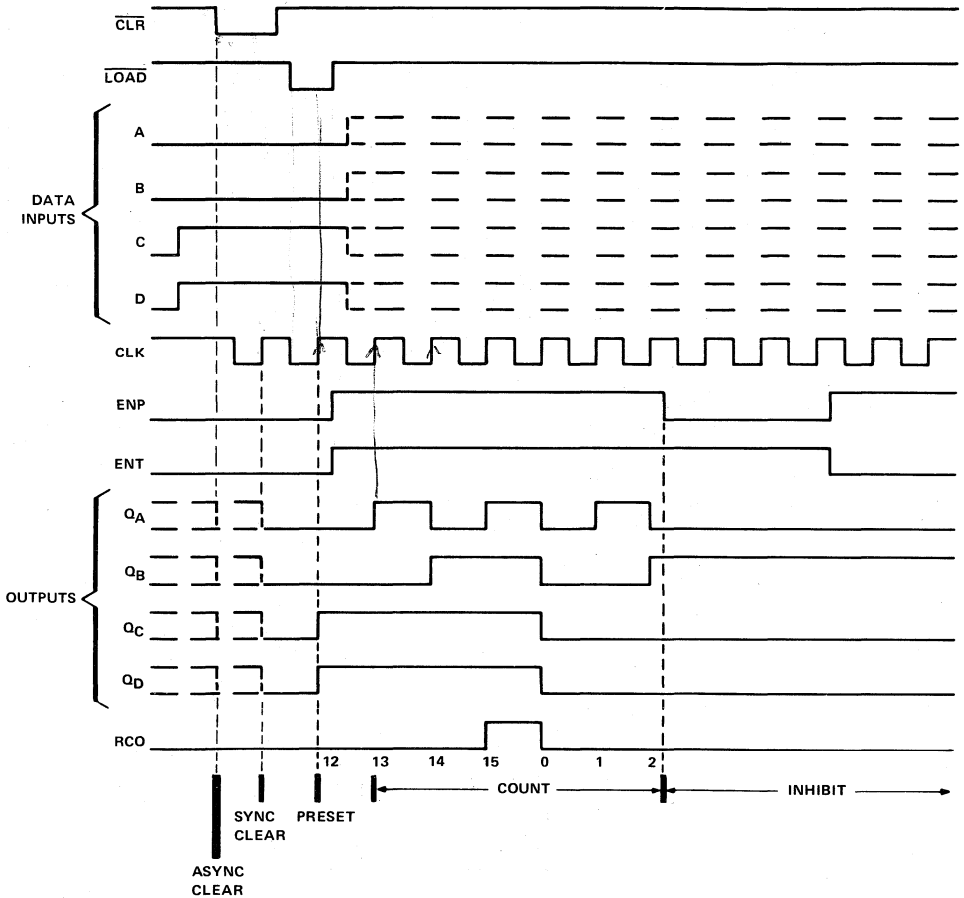 CLR
LOAD
A
B
DATA
INPUTS
C
D
CLK
ENP
ENT
QA
QB
OUTPUTS
QC
QD
RCO
12 13 14 15 0 1 2
COUNT
INHIBIT
SYNC
CLEAR
PRESET
ASYNC
CLEAR